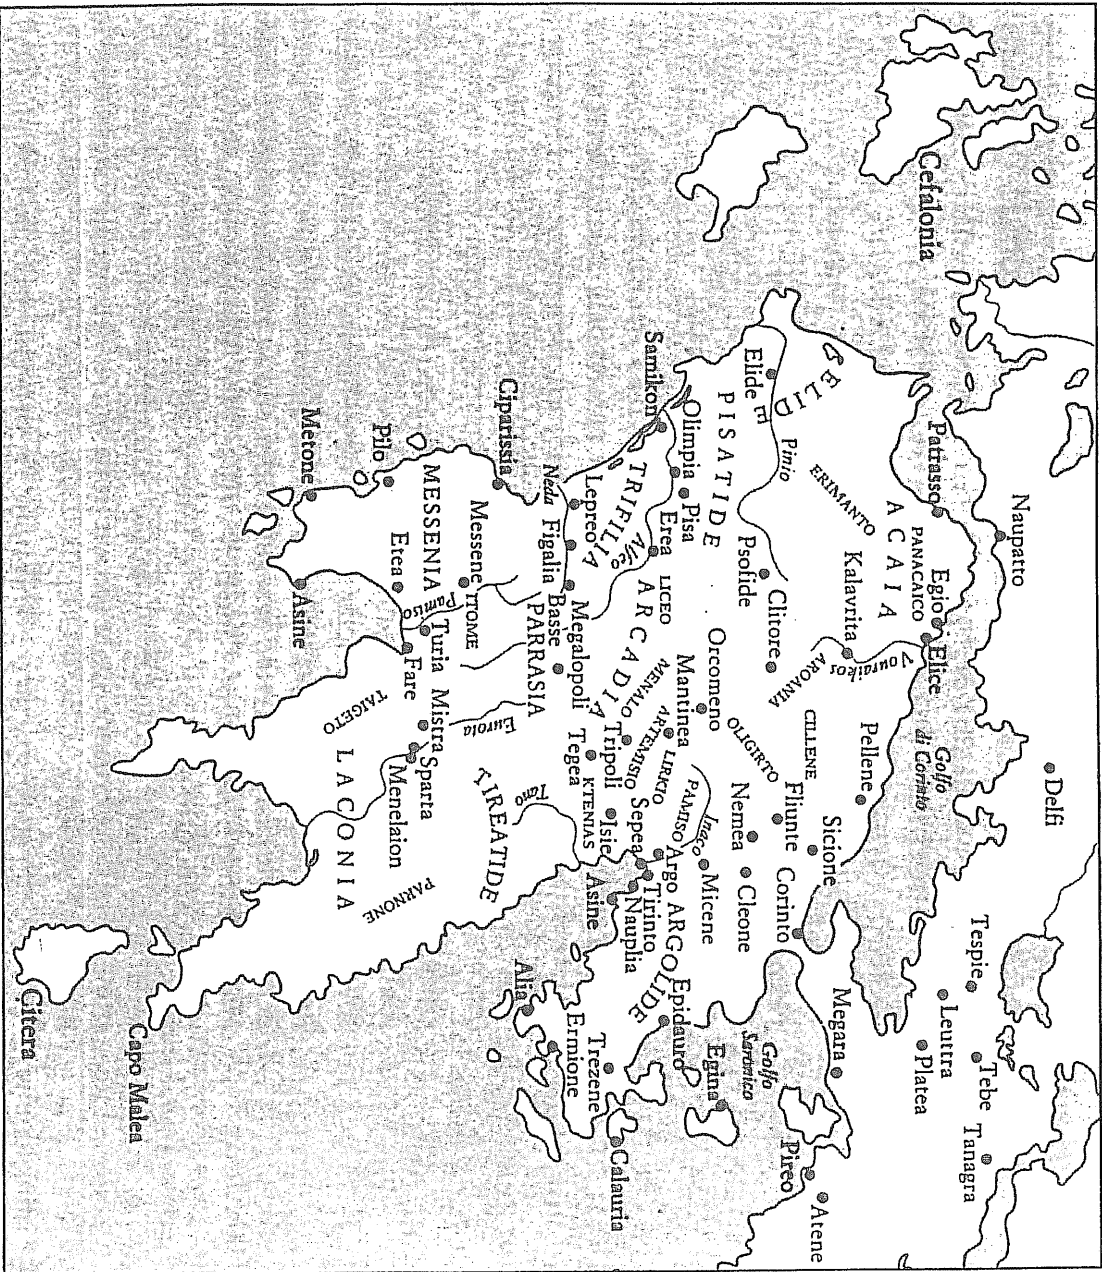 Cefalonia
Naupatto
Delfi
Golfo
di Corinto
Tespie
Leuttra
Platea
Tebe
Tanagra
Patrasso
Egio
Elice
PANACAICO
ACAIA
ERIMANTO
Kalavrita
Vouraikos
AROANIA
CILLENE
Pellene
Sicione
Fliunte
Corinto
Nemea
Cleone
OLIGIRTO
Megara
Pireo
Atene
Golfo
Saronico
Egina
ELIDE
Elide
Pinio
PISATIDE
Psofide
Clitore
Orcomeno
Samikon
Olimpia
Pisa
Erea
Alfeo
LICEO
ARCADIA
MENALO
Mantinea
ARTEMISIO
LIRKIO
PAMISO
Inaco
Micene
Argo
ARGOLIDE
Epidauro
TRIFILIA
Lepreo
Neda
Figalia
Basse
Megalopoli
PARRASIA
Tripoli
Tegea
KTENIAS
Isie
Sepea
Tirinto
Nauplia
Asine
Trezene
Calauria
Ermione
Alia
Ciparissia
Messene
ITOME
MESSENIA
Pamiso
Etea
Turia
Fare
Pilo
Metone
Asine
Mistra
Eurota
Sparta
Menelaion
TAIGETO
LACONIA
TIREATIDE
Tano
PARNONE
Capo Malea
Citera